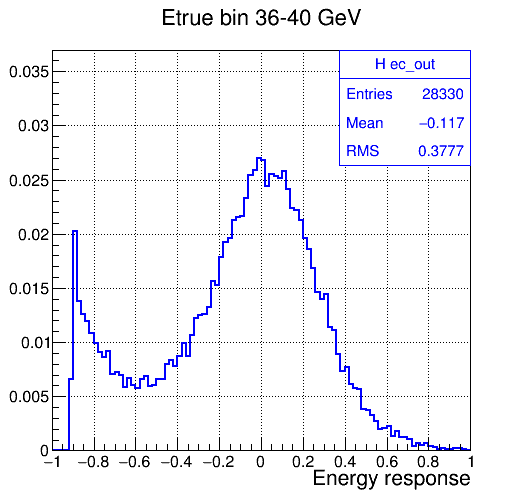 Etrue bin 36-40 GeV
H ec_out
Entries 28330
Mean −0.117
RMS 0.3777
0.035
0.03
0.025
0.02
0.015
0.01
0.005
0
−1 −0.8 −0.6 −0.4 −0.2 0 0.2 0.4 0.6 0.8 1
Energy response